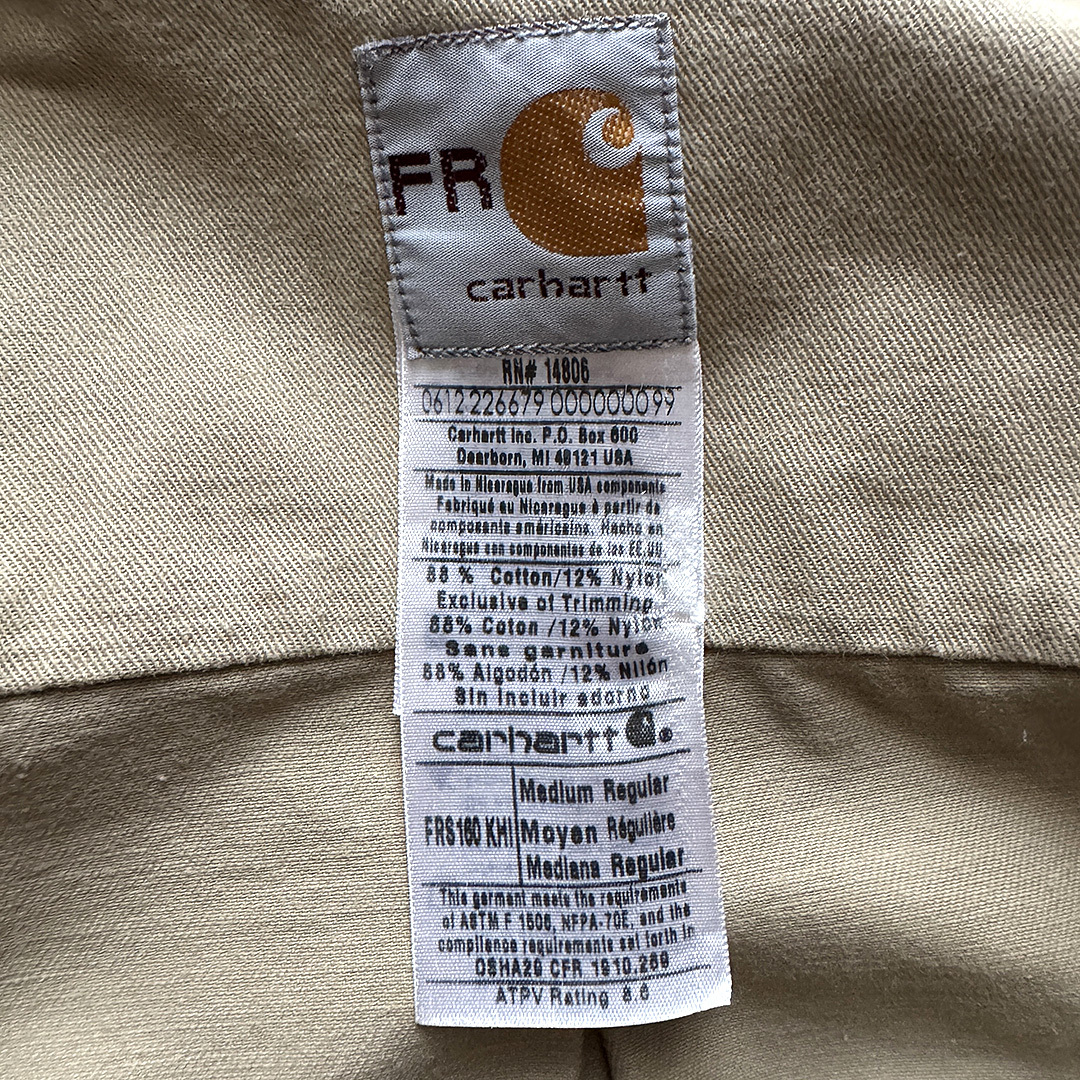 FR
carhartt
RN# 14806
0612 226679 000000099
Carhartt Inc. P.O. Box 600
Dearborn, MI 48121 USA
Made in Nicaragua from USA components
Fabriqué au Nicaragua à partir de
composants américains. Hecho en
Nicaragua con componentes de los EE.UU
88 % Cotton/12% Nylon
Exclusive of Trimming
88% Coton /12% Nylon
Sans garniture
88% Algodón /12% Nilón
Sin incluir adorno
carhartt
Medium Regular
FRS160 KHI Moyen Régulière
Mediana Regular
This garment meets the requirements
of ASTM F 1506, NFPA-70E, and the
compliance requirements set forth in
OSHA29 CFR 1910.269
ATPV Rating 8.6